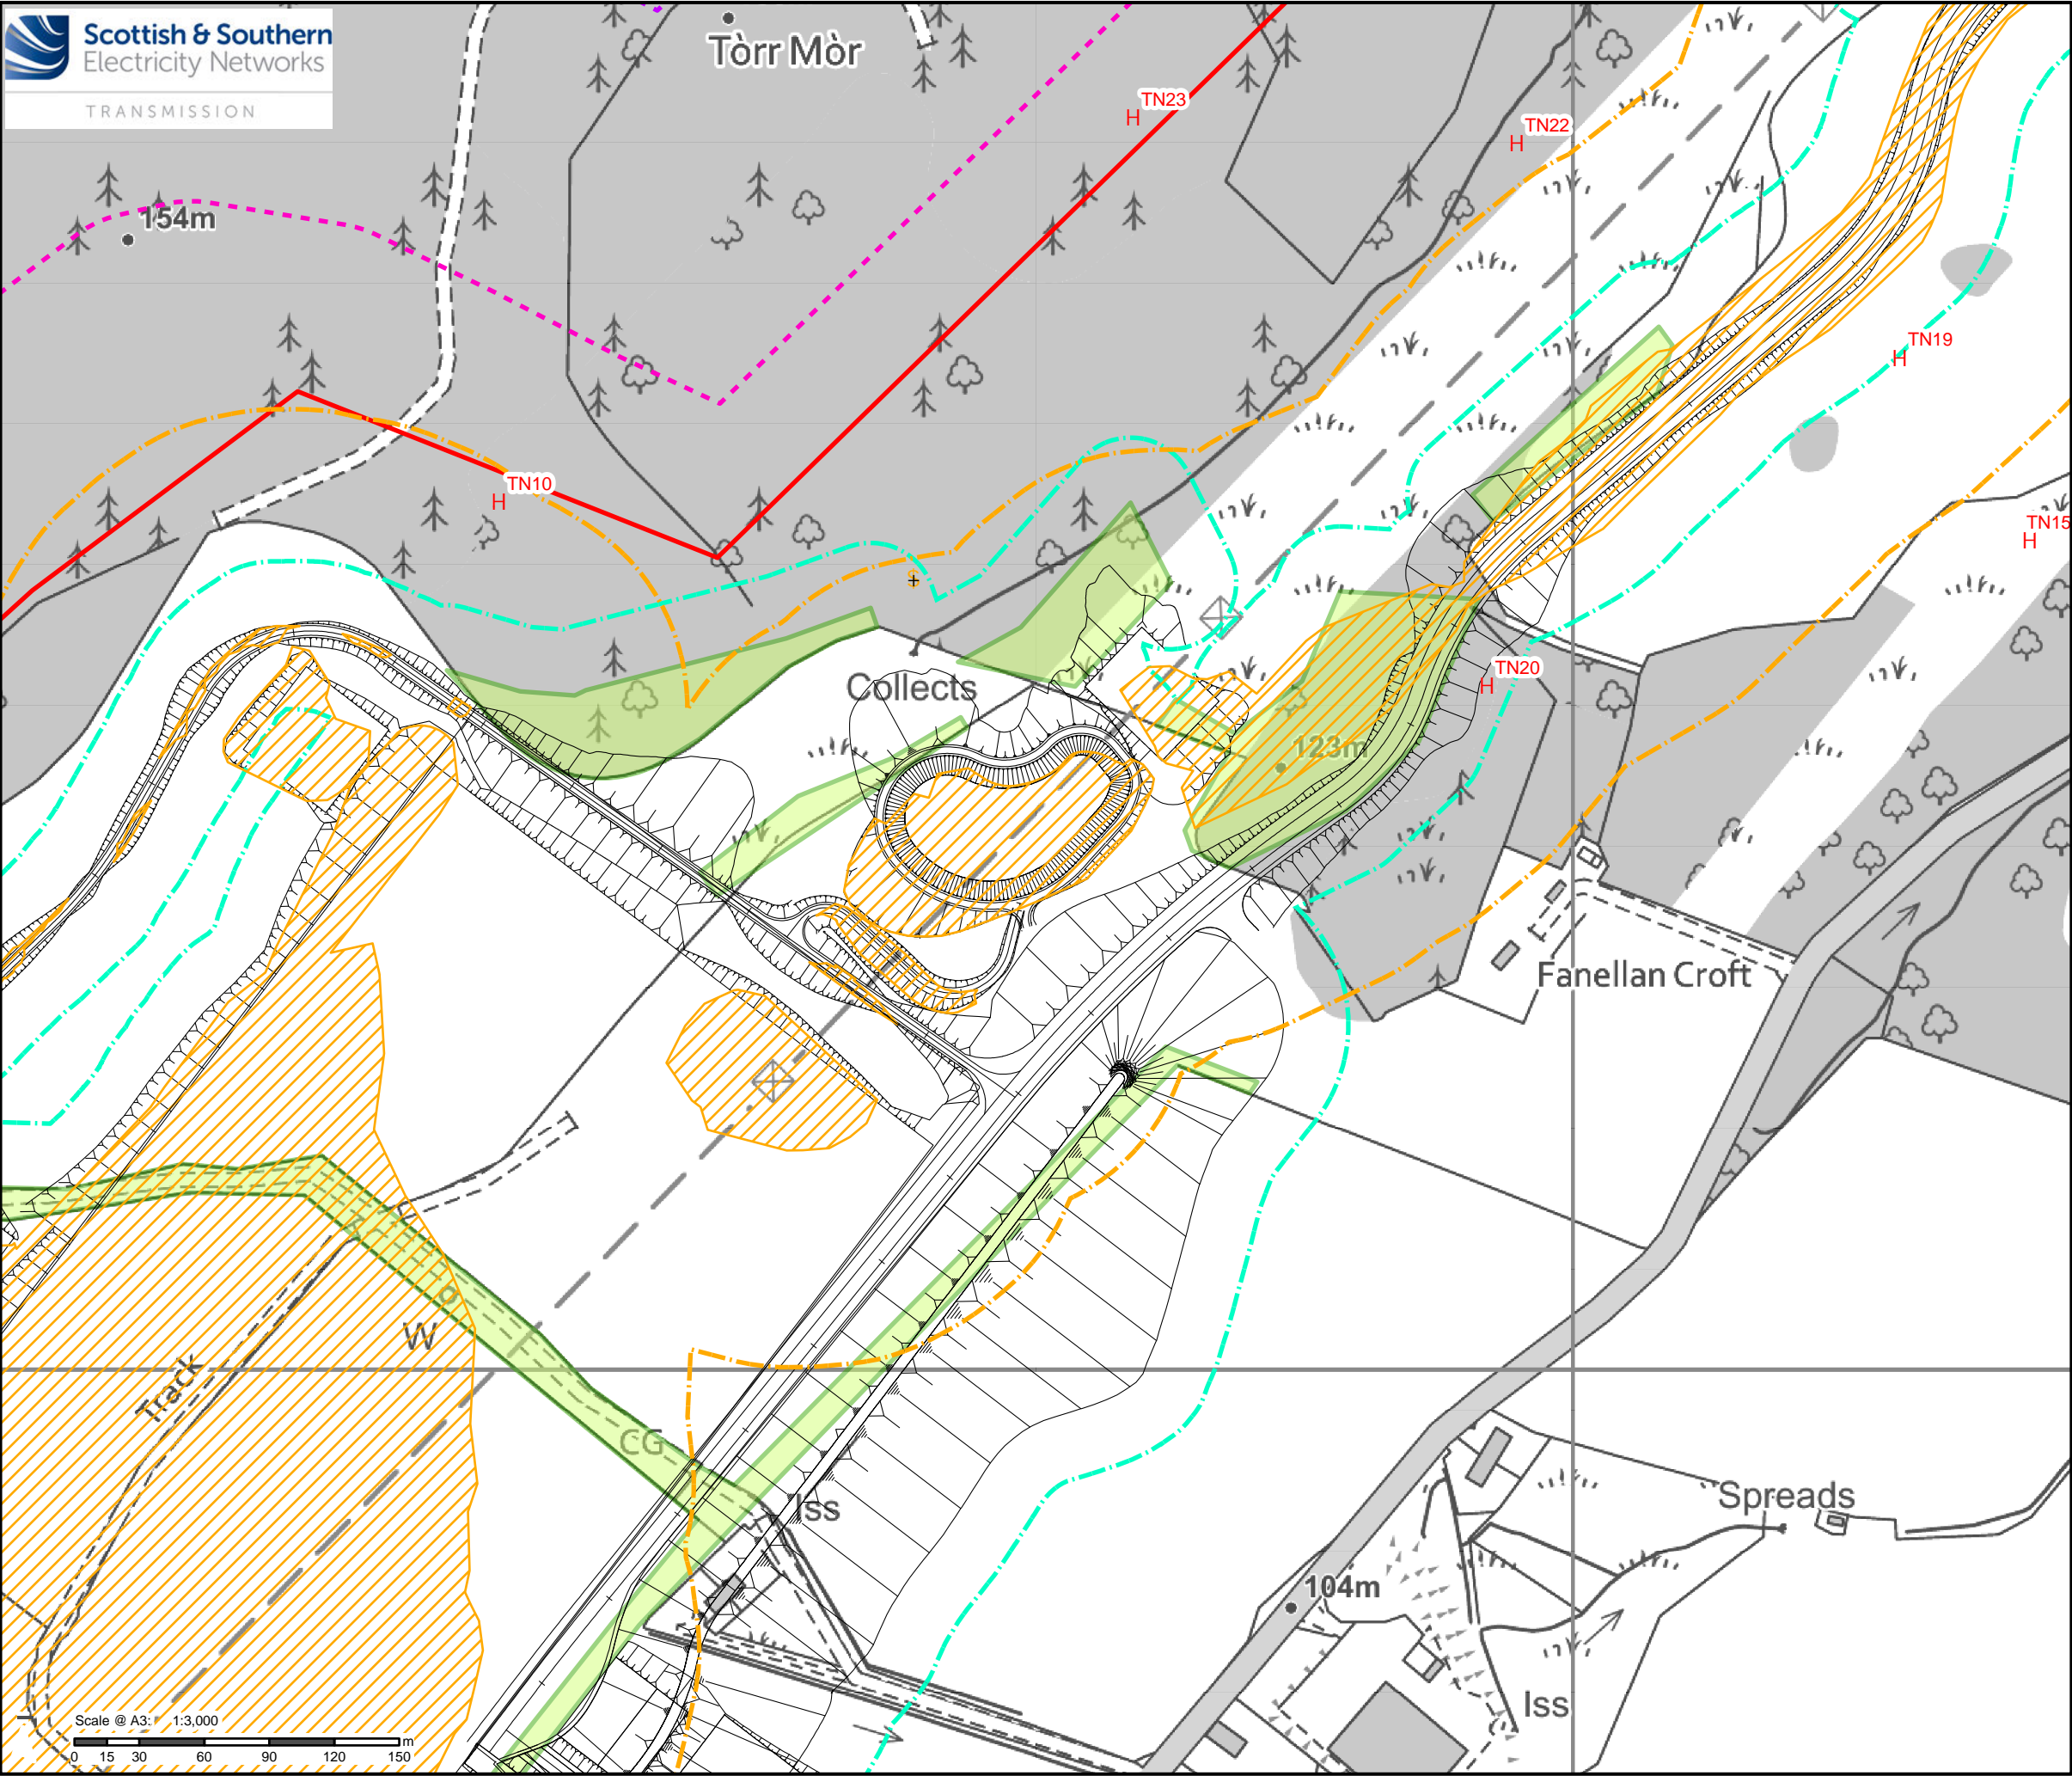 Scottish & Southern
Electricity Networks
TRANSMISSION
Tòrr Mòr
TN23
H
TN22
H
154m
TN19
H
TN10
H
TN15
H
TN20
H
Collects
123m
Fanellan Croft
W
Track
CG
Iss
Spreads
104m
Iss
Scale @ A3: 1:3,000
0 15 30 60 90 120 150 m